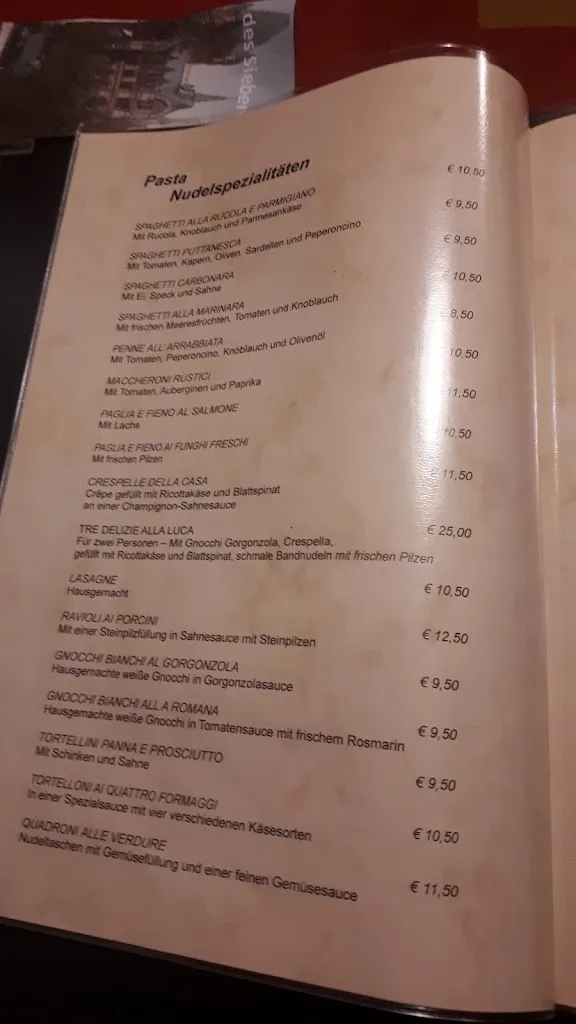 des Siebe
Pasta
Nudelspezialitäten
SPAGHETTI ALLA RUCOLA E PARMIGIANO € 10,50
Mit Rucola, Knoblauch und Parmesankäse
SPAGHETTI PUTTANESCA € 9,50
Mit Tomaten, Kapern, Oliven, Sardellen und Peperoncino
SPAGHETTI CARBONARA € 9,50
Mit Ei, Speck und Sahne
SPAGHETTI ALLA MARINARA € 10,50
Mit frischen Meeresfrüchten, Tomaten und Knoblauch
PENNE ALL'ARRABBIATA 8,50
Mit Tomaten, Peperoncino, Knoblauch und Olivenöl
MACCHERONI RUSTICI 10,50
Mit Tomaten, Auberginen und Paprika
PAGLIA E FIENO AL SALMONE 11,50
Mit Lachs
PAGLIA E FIENO AI FUNGHI FRESCHI 10,50
Mit frischen Pilzen
CRESPELLE DELLA CASA € 11,50
Crêpe gefüllt mit Ricottakäse und Blattspinat
an einer Champignon-Sahnesauce
TRE DELIZIE ALLA LUCA € 25,00
Für zwei Personen – Mit Gnocchi Gorgonzola, Crespella,
gefüllt mit Ricottakäse und Blattspinat, schmale Bandnudeln mit frischen Pilzen
LASAGNE € 10,50
Hausgemacht
RAVIOLI AI PORCINI € 12,50
Mit einer Steinpilzfüllung in Sahnesauce mit Steinpilzen
GNOCCHI BIANCHI AL GORGONZOLA € 9,50
Hausgemachte weiße Gnocchi in Gorgonzolasauce
GNOCCHI BIANCHI ALL A ROMANA € 9,50
Hausgemachte weiße Gnocchi in Tomatensauce mit frischem Rosmarin
TORTELLINI PANNA E PROSCIUTTO € 9,50
Mit Schinken und Sahne
TORTELLONI AI QUATTRO FORMAGGI € 10,50
In einer Spezialsauce mit vier verschiedenen Käsesorten
QUADRONI ALLE VERDURE € 11,50
Nudeltaschen mit Gemüsefüllung und einer feinen Gemüsesauce